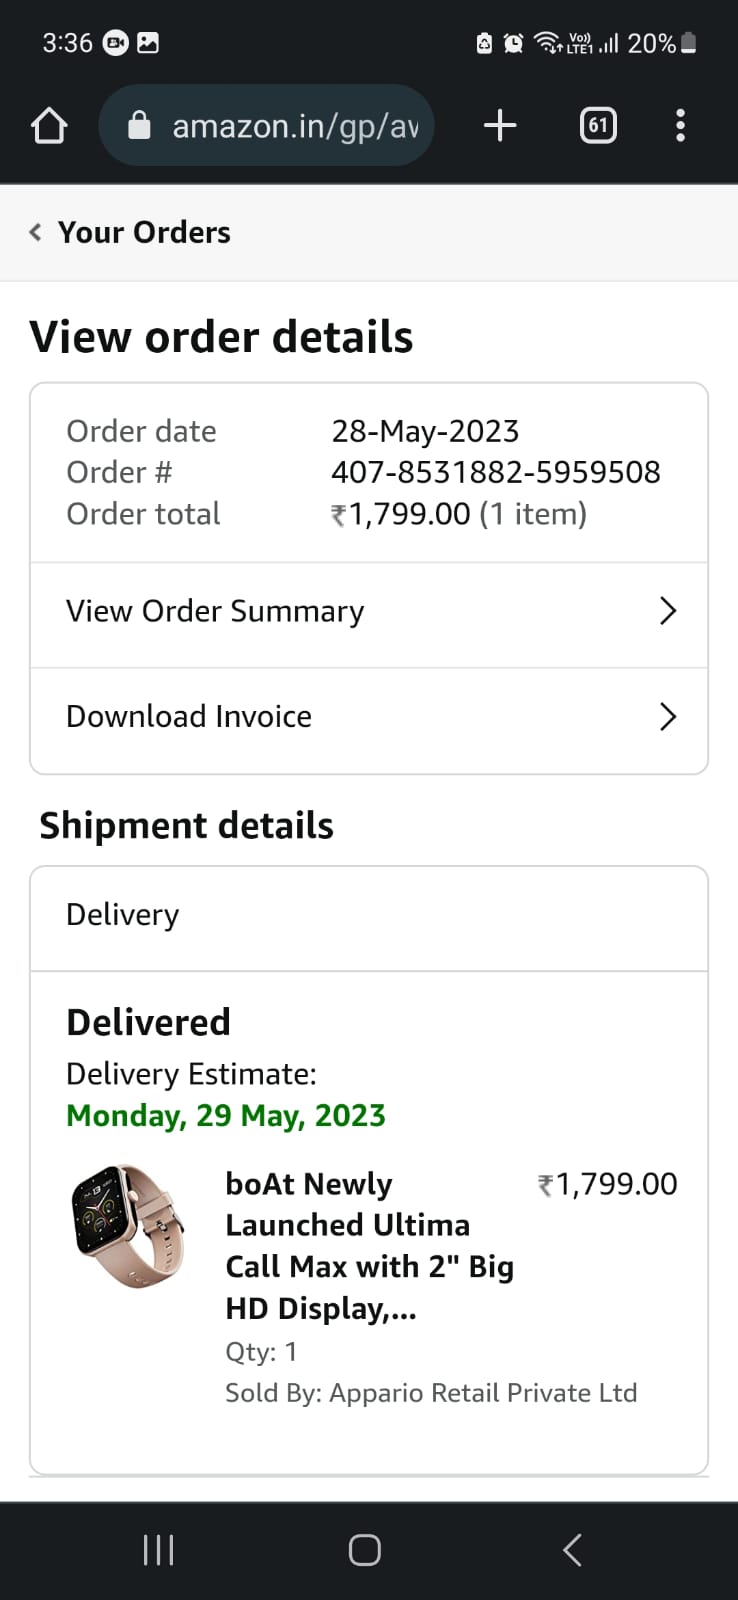 3:36 Vo)) LTE1 20%
amazon.in/gp/av 61
Your Orders
View order details
Order date 28-May-2023
Order # 407-8531882-5959508
Order total ₹1,799.00 (1 item)
View Order Summary
Download Invoice
Shipment details
Delivery
Delivered
Delivery Estimate:
Monday, 29 May, 2023
boAt Newly ₹1,799.00
Launched Ultima
Call Max with 2" Big
HD Display,...
Qty: 1
Sold By: Appario Retail Private Ltd